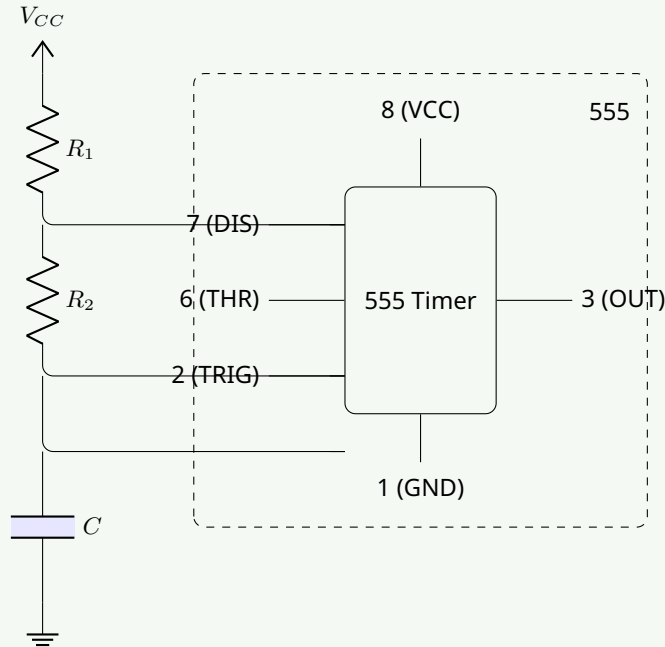 V_CC
8 (VCC)
555
R_1
7 (DIS)
R_2
6 (THR)
555 Timer
3 (OUT)
2 (TRIG)
1 (GND)
C